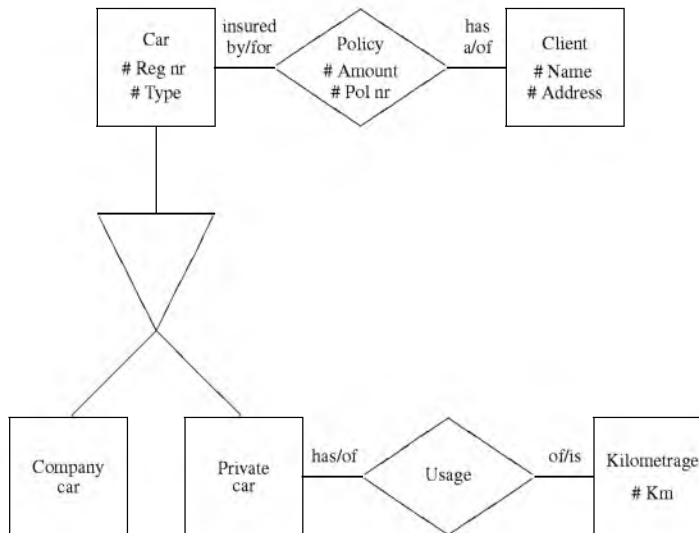 Car
# Reg nr
# Type
insured
by/for
Policy
# Amount
# Pol nr
has
a/of
Client
# Name
# Address
Company
car
Private
car
has/of
Usage
of/is
Kilometrage
# Km